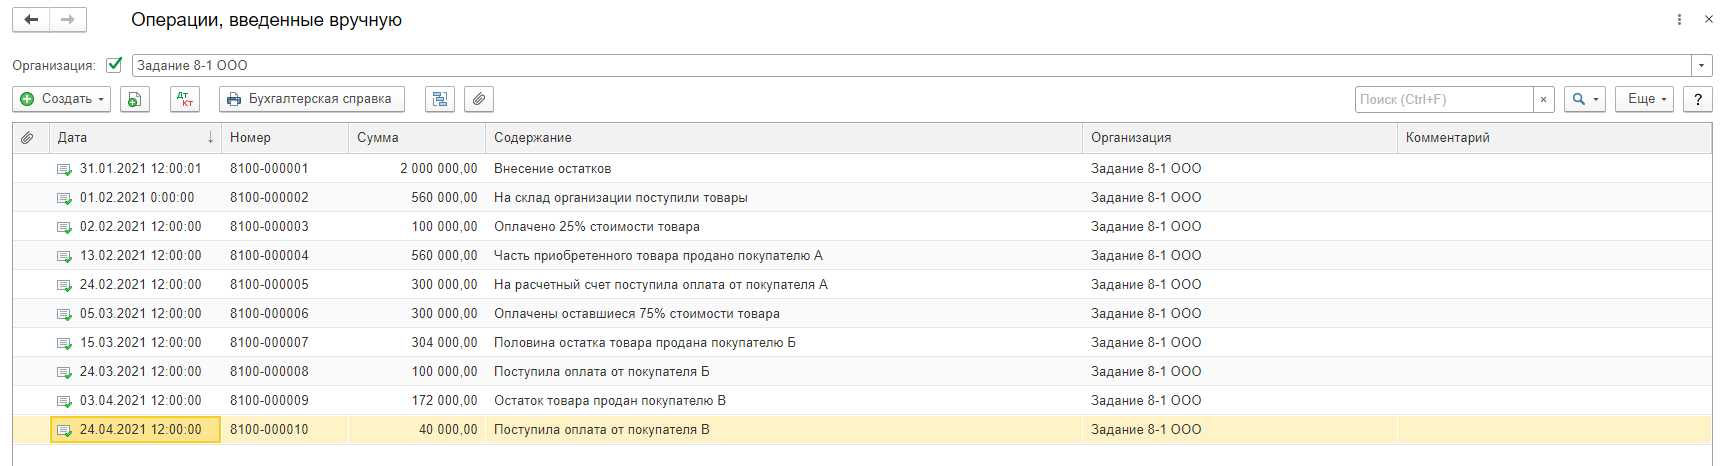 Операции, введенные вручную
Организация: Задание 8-1 ООО
Создать Дт Кт Бухгалтерская справка Поиск (Ctrl+F) × Еще ?
Дата ↓ Номер Сумма Содержание Организация Комментарий
31.01.2021 12:00:01 8100-000001 2 000 000,00 Внесение остатков Задание 8-1 ООО
01.02.2021 0:00:00 8100-000002 560 000,00 На склад организации поступили товары Задание 8-1 ООО
02.02.2021 12:00:00 8100-000003 100 000,00 Оплачено 25% стоимости товара Задание 8-1 ООО
13.02.2021 12:00:00 8100-000004 560 000,00 Часть приобретенного товара продано покупателю А Задание 8-1 ООО
24.02.2021 12:00:00 8100-000005 300 000,00 На расчетный счет поступила оплата от покупателя А Задание 8-1 ООО
05.03.2021 12:00:00 8100-000006 300 000,00 Оплачены оставшиеся 75% стоимости товара Задание 8-1 ООО
15.03.2021 12:00:00 8100-000007 304 000,00 Половина остатка товара продана покупателю Б Задание 8-1 ООО
24.03.2021 12:00:00 8100-000008 100 000,00 Поступила оплата от покупателя Б Задание 8-1 ООО
03.04.2021 12:00:00 8100-000009 172 000,00 Остаток товара продан покупателю В Задание 8-1 ООО
24.04.2021 12:00:00 8100-000010 40 000,00 Поступила оплата от покупателя В Задание 8-1 ООО